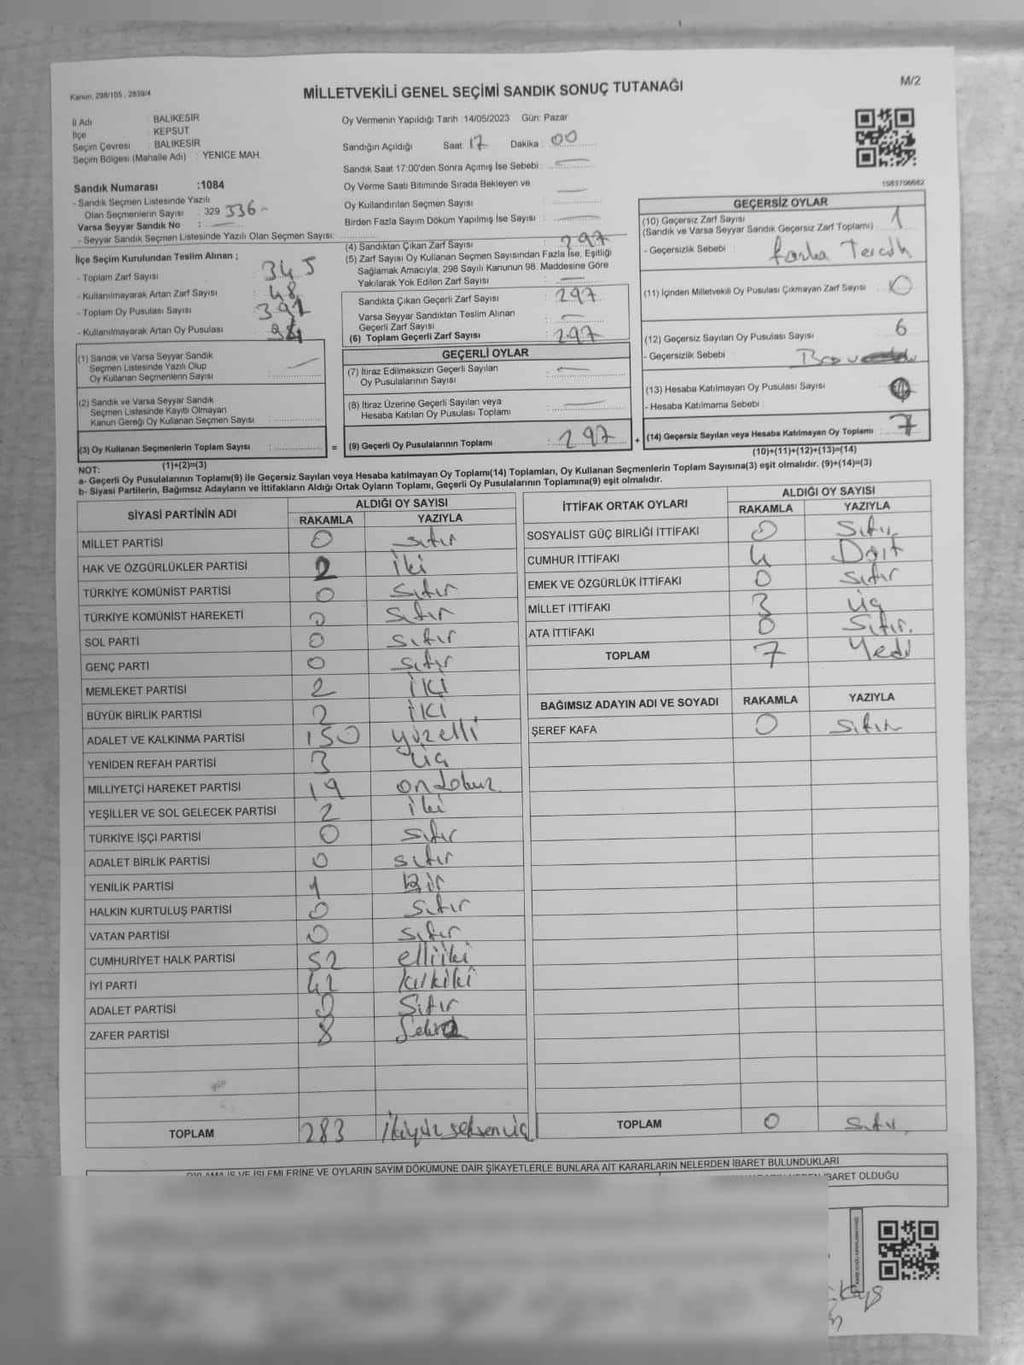 Kanun, 298/105 , 2839/4
MİLLETVEKİLİ GENEL SEÇİMİ SANDIK SONUÇ TUTANAĞI
M/2
İl Adı BALIKESİR
İlçe KEPSUT
Seçim Çevresi : BALIKESİR
Seçim Bölgesi (Mahalle Adı) : YENICE MAH.
Oy Vermenin Yapıldığı Tarih :14/05/2023 Gün: Pazar
Sandığın Açıldığı Saat 17 Dakika : 00
Sandık Saat 17:00'den Sonra Açılmış İse Sebebi :
Oy Verme Saati Bitiminde Sırada Bekleyen ve
Oy Kullandırılan Seçmen Sayısı :
Birden Fazla Sayım Döküm Yapılmış İse Sayısı :
Sandık Numarası :1084
- Sandık Seçmen Listesinde Yazılı
Olan Seçmenlerin Sayısı : 329 336 -
Varsa Seyyar Sandık No :
- Seyyar Sandık Seçmen Listesinde Yazılı Olan Seçmen Sayısı:
İlçe Seçim Kurulundan Teslim Alınan ;
- Toplam Zarf Sayısı : 345
- Kullanılmayarak Artan Zarf Sayısı : 48
- Toplam Oy Pusulası Sayısı
- Kullanılmayarak Artan Oy Pusulası
(1) Sandık ve Varsa Seyyar Sandık
Seçmen Listesinde Yazılı Olup
Oy Kullanan Seçmenlerin Sayısı :
(2) Sandık ve Varsa Seyyar Sandık
Seçmen Listesinde Kayıtlı Olmayan
Kanun Gereği Oy Kullanan Seçmen Sayısı :
(3) Oy Kullanan Seçmenlerin Toplam Sayısı :
(1)+(2)=(3)
(4) Sandıktan Çıkan Zarf Sayısı : 297
(5) Zarf Sayısı Oy Kullanan Seçmen Sayısından Fazla İse, Eşitliği
Sağlamak Amacıyla, 298 Sayılı Kanunun 98. Maddesine Göre
Yakılarak Yok Edilen Zarf Sayısı :
Sandıkta Çıkan Geçerli Zarf Sayısı : 297
Varsa Seyyar Sandıktan Teslim Alınan
Geçerli Zarf Sayısı :
(6) Toplam Geçerli Zarf Sayısı : 297
GEÇERLİ OYLAR
(7) İtiraz Edilmeksizin Geçerli Sayılan
Oy Pusulalarının Sayısı :
(8) İtiraz Üzerine Geçerli Sayılan veya
Hesaba Katılan Oy Pusulası Toplamı :
= (9) Geçerli Oy Pusulalarının Toplamı : 297
1983706682
GEÇERSİZ OYLAR
(10) Geçersiz Zarf Sayısı
(Sandık ve Varsa Seyyar Sandık Geçersiz Zarf Toplamı) : 1
- Geçersizlik Sebebi :
(11) İçinden Milletvekili Oy Pusulası Çıkmayan Zarf Sayısı : 0
(12) Geçersiz Sayılan Oy Pusulası Sayısı 6
- Geçersizlik Sebebi :
(13) Hesaba Katılmayan Oy Pusulası Sayısı
- Hesaba Katılmama Sebebi :
+ (14) Geçersiz Sayılan veya Hesaba Katılmayan Oy Toplamı : 7
(10)+(11)+(12)+(13)=(14)
NOT:
a- Geçerli Oy Pusulalarının Toplamı(9) ile Geçersiz Sayılan veya Hesaba katılmayan Oy Toplamı(14) Toplamları, Oy Kullanan Seçmenlerin Toplam Sayısına(3) eşit olmalıdır. (9)+(14)=(3)
b- Siyasi Partilerin, Bağımsız Adayların ve İttifakların Aldığı Ortak Oyların Toplamı, Geçerli Oy Pusulalarının Toplamına(9) eşit olmalıdır.
SİYASİ PARTİNİN ADI ALDIĞI OY SAYISI
RAKAMLA YAZIYLA
MİLLET PARTİSİ 0 sıfır
HAK VE ÖZGÜRLÜKLER PARTİSİ 2 iki
TÜRKİYE KOMÜNİST PARTİSİ 0 sıfır
TÜRKİYE KOMÜNİST HAREKETİ 0 sıfır
SOL PARTİ 0 sıfır
GENÇ PARTİ 0 sıfır
MEMLEKET PARTİSİ 2 İKİ
BÜYÜK BİRLİK PARTİSİ 2 İKİ
ADALET VE KALKINMA PARTİSİ 150 yüzelli
YENİDEN REFAH PARTİSİ 3 üç
MİLLİYETÇİ HAREKET PARTİSİ 19 ondokuz
YEŞİLLER VE SOL GELECEK PARTİSİ 2 iki
TÜRKİYE İŞÇİ PARTİSİ 0 sıfır
ADALET BİRLİK PARTİSİ 0 sıfır
YENİLİK PARTİSİ 1 Bir
HALKIN KURTULUŞ PARTİSİ 0 sıfır
VATAN PARTİSİ 0 sıfır
CUMHURİYET HALK PARTİSİ 52 elliiki
İYİ PARTİ 42 kırkiki
ADALET PARTİSİ 0 Sıfır
ZAFER PARTİSİ 8 Sekiz
TOPLAM 283 ikiyüz seksen üç
İTTİFAK ORTAK OYLARI ALDIĞI OY SAYISI
RAKAMLA YAZIYLA
SOSYALİST GÜÇ BİRLİĞİ İTTİFAKI 0 Sıfır
CUMHUR İTTİFAKI 4 Dört
EMEK VE ÖZGÜRLÜK İTTİFAKI 0 sıfır
MİLLET İTTİFAKI 3 üç
ATA İTTİFAKI 0 Sıfır.
TOPLAM 7 Yedi
BAĞIMSIZ ADAYIN ADI VE SOYADI RAKAMLA YAZIYLA
ŞEREF KAFA 0 sıfır
TOPLAM 0 sıfır
OYLAMA İŞ VE İŞLEMLERİNE VE OYLARIN SAYIM DÖKÜMÜNE DAİR ŞİKAYETLERLE BUNLARA AİT KARARLARIN NELERDEN İBARET BULUNDUKLARI
İBARET OLDUĞU